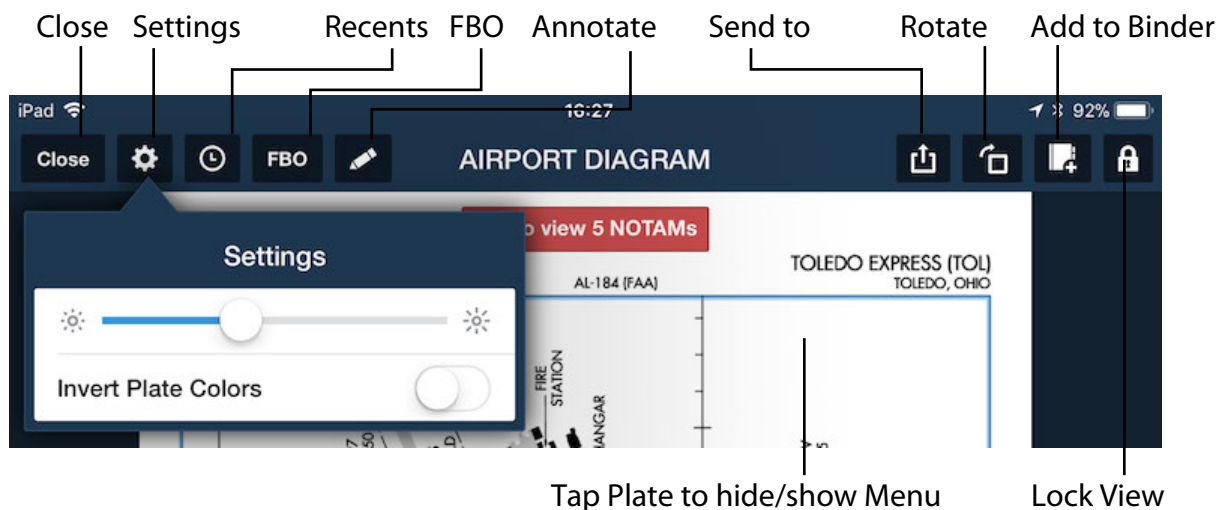 Close Settings Recents FBO Annotate Send to Rotate Add to Binder
iPad 16:27 92%
Close FBO AIRPORT DIAGRAM
view 5 NOTAMs
Settings
TOLEDO EXPRESS (TOL)
AL-184 (FAA) TOLEDO, OHIO
Invert Plate Colors
FIRE
STATION
HANGAR
Tap Plate to hide/show Menu Lock View